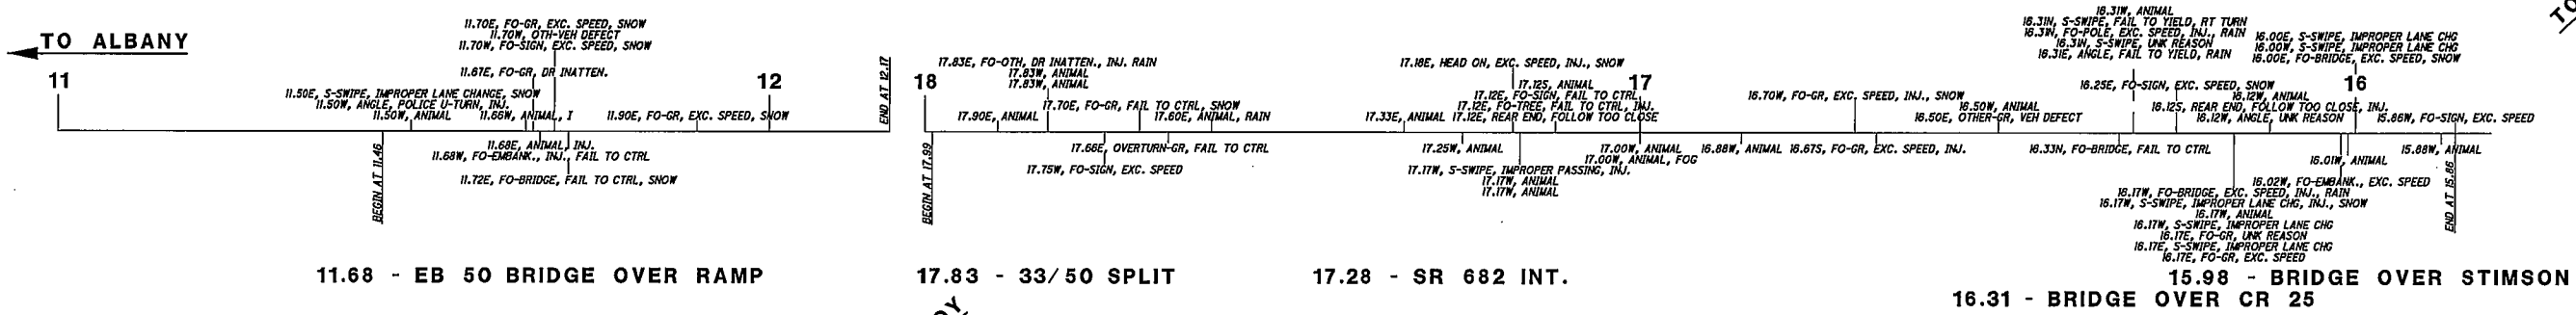 TO ALBANY
11
11.70E, FO-GR, EXC. SPEED, SNOW
11.70W, OTH-VEH DEFECT
11.70W, FO-SIGN, EXC. SPEED, SNOW
11.67E, FO-GR, DR INATTEN.
12
11.50E, S-SWIPE, IMPROPER LANE CHANGE, SNOW
11.50W, ANGLE, POLICE U-TURN, INJ.
11.50W, ANIMAL
11.66W, ANIMAL, I
11.90E, FO-GR, EXC. SPEED, SNOW
END AT 12.17
BEGIN AT 11.46
11.68E, ANIMAL, INJ.
11.68W, FO-EMBANK., INJ., FAIL TO CTRL
11.72E, FO-BRIDGE, FAIL TO CTRL, SNOW
11.68 - EB 50 BRIDGE OVER RAMP
17.83E, FO-OTH, DR INATTEN., INJ. RAIN
17.83W, ANIMAL
17.83W, ANIMAL
18
17.70E, FO-GR, FAIL TO CTRL, SNOW
17.90E, ANIMAL
17.60E, ANIMAL, RAIN
BEGIN AT 17.99
17.66E, OVERTURN-GR, FAIL TO CTRL
17.75W, FO-SIGN, EXC. SPEED
17.83 - 33/50 SPLIT
17.18E, HEAD ON, EXC. SPEED, INJ., SNOW
17
17.12S, ANIMAL
17.12E, FO-SIGN, FAIL TO CTRL
17.12E, FO-TREE, FAIL TO CTRL, INJ.
17.33E, ANIMAL
17.12E, REAR END, FOLLOW TOO CLOSE
17.25W, ANIMAL
17.00W, ANIMAL
17.00W, ANIMAL, FOG
17.17W, S-SWIPE, IMPROPER PASSING, INJ.
17.17W, ANIMAL
17.17W, ANIMAL
17.28 - SR 682 INT.
16.70W, FO-GR, EXC. SPEED, INJ., SNOW
16.88W, ANIMAL
16.67S, FO-GR, EXC. SPEED, INJ.
16.50W, ANIMAL
16.50E, OTHER-GR, VEH DEFECT
16.31W, ANIMAL
16.31N, S-SWIPE, FAIL TO YIELD, RT TURN
16.31N, FO-POLE, EXC. SPEED, INJ., RAIN
16.31N, S-SWIPE, UNK REASON
16.31E, ANGLE, FAIL TO YIELD, RAIN
16.00E, S-SWIPE, IMPROPER LANE CHG
16.00W, S-SWIPE, IMPROPER LANE CHG
16.00E, FO-BRIDGE, EXC. SPEED, SNOW
TO
16.25E, FO-SIGN, EXC. SPEED, SNOW
16
16.12W, ANIMAL
16.12S, REAR END, FOLLOW TOO CLOSE, INJ.
16.12W, ANGLE, UNK REASON
15.86W, FO-SIGN, EXC. SPEED
16.33N, FO-BRIDGE, FAIL TO CTRL
15.88W, ANIMAL
16.01W, ANIMAL
16.02W, FO-EMBANK., EXC. SPEED
16.17W, FO-BRIDGE, EXC. SPEED, INJ., RAIN
16.17W, S-SWIPE, IMPROPER LANE CHG, INJ., SNOW
16.17W, ANIMAL
16.17W, S-SWIPE, IMPROPER LANE CHG
16.17E, FO-GR, UNK REASON
16.17E, S-SWIPE, IMPROPER LANE CHG
16.17E, FO-GR, EXC. SPEED
END AT 15.86
15.98 - BRIDGE OVER STIMSON
16.31 - BRIDGE OVER CR 25